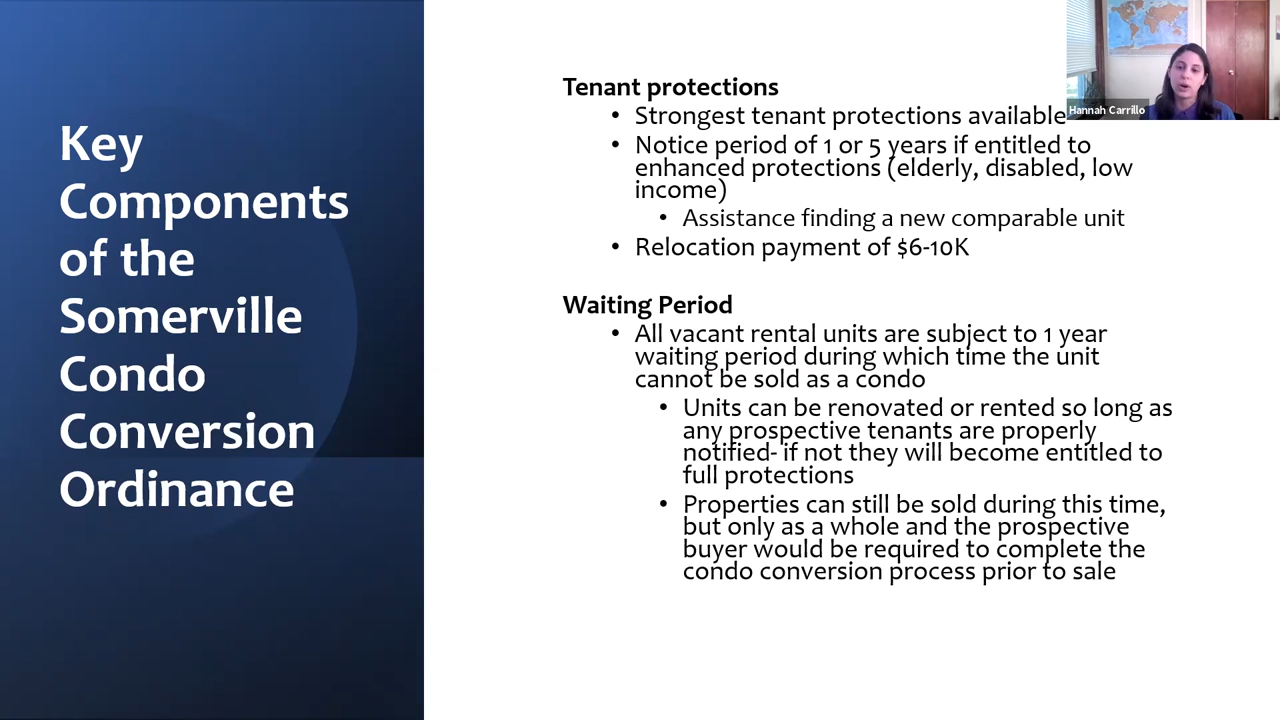 Key
Components
of the
Somerville
Condo
Conversion
Ordinance
Tenant protections
• Strongest tenant protections available
• Notice period of 1 or 5 years if entitled to
enhanced protections (elderly, disabled, low
income)
• Assistance finding a new comparable unit
• Relocation payment of $6-10K
Waiting Period
• All vacant rental units are subject to 1 year
waiting period during which time the unit
cannot be sold as a condo
• Units can be renovated or rented so long as
any prospective tenants are properly
notified- if not they will become entitled to
full protections
• Properties can still be sold during this time,
but only as a whole and the prospective
buyer would be required to complete the
condo conversion process prior to sale
Hannah Carrillo